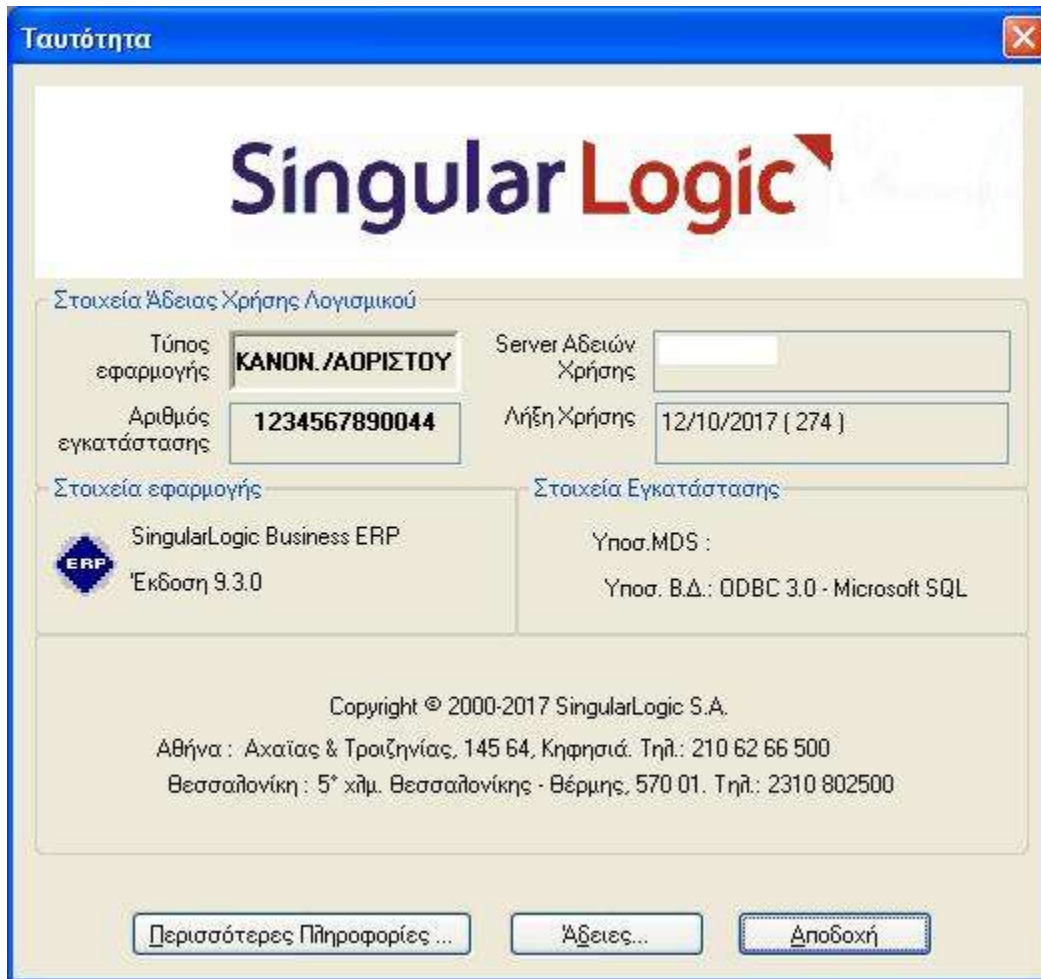 Ταυτότητα
Singular Logic
Στοιχεία Άδειας Χρήσης Λογισμικού
Τύπος εφαρμογής
ΚΑΝΟΝ./ΑΟΡΙΣΤΟΥ
Server Αδειών Χρήσης
Αριθμός εγκατάστασης
1234567890044
Λήξη Χρήσης
12/10/2017 ( 274 )
Στοιχεία εφαρμογής
ERP
SingularLogic Business ERP
Έκδοση 9.3.0
Στοιχεία Εγκατάστασης
Υποσ.MDS :
Υποσ. Β.Δ.: ODBC 3.0 - Microsoft SQL
Copyright © 2000-2017 SingularLogic S.A.
Αθήνα : Αχαΐας & Τροιζηνίας, 145 64, Κηφησιά. Τηλ.: 210 62 66 500
Θεσσαλονίκη : 5° χλμ. Θεσσαλονίκης - Θέρμης, 570 01. Τηλ.: 2310 802500
Περισσότερες Πληροφορίες ...
Άδειες...
Αποδοχή